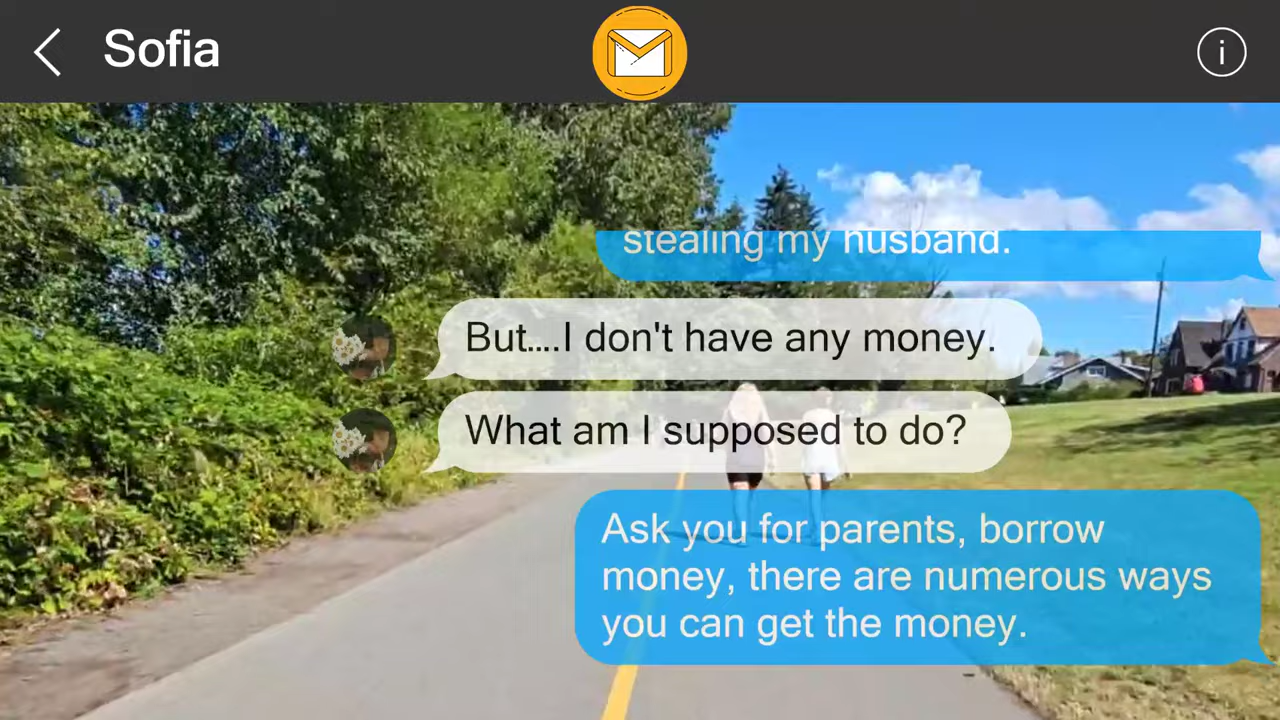 Sofia
stealing my husband.
But....I don't have any money.
What am I supposed to do?
Ask you for parents, borrow
money, there are numerous ways
you can get the money.